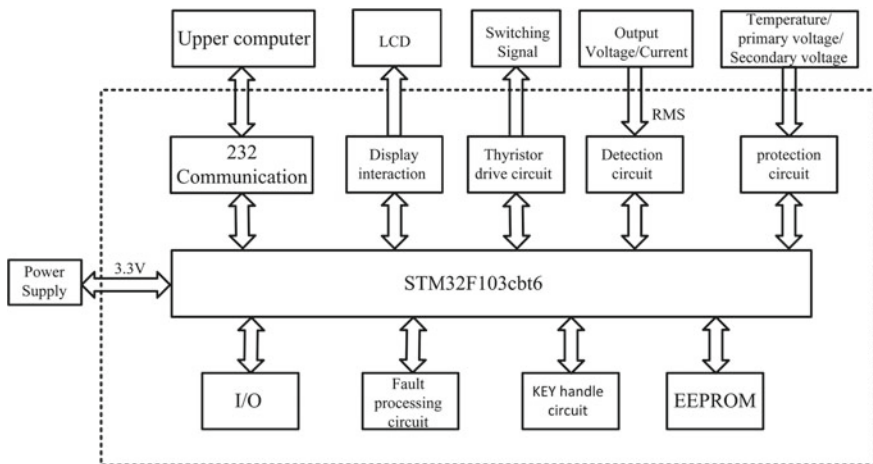 Upper computer
LCD
Switching
Signal
Output
Voltage/Current
Temperature/
primary voltage/
Secondary voltage
RMS
232
Communication
Display
interaction
Thyristor
drive circuit
Detection
circuit
protection
circuit
Power
Supply
3.3V
STM32F103cbt6
I/O
Fault
processing
circuit
KEY handle
circuit
EEPROM